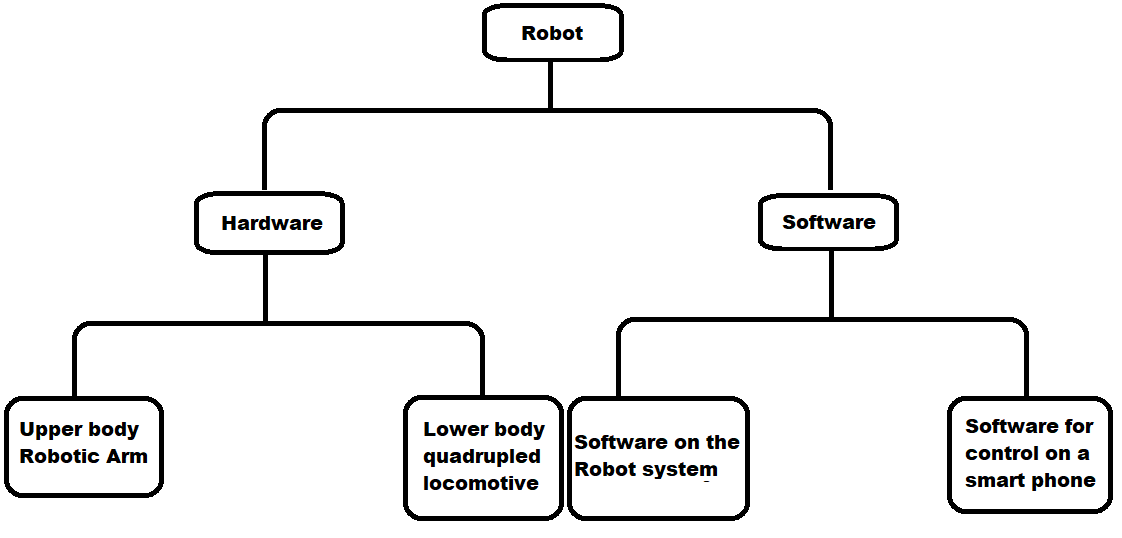 Robot
Hardware
Software
Upper body
Robotic Arm
Lower body
quadrupled
locomotive
Software on the
Robot system
Software for
control on a
smart phone